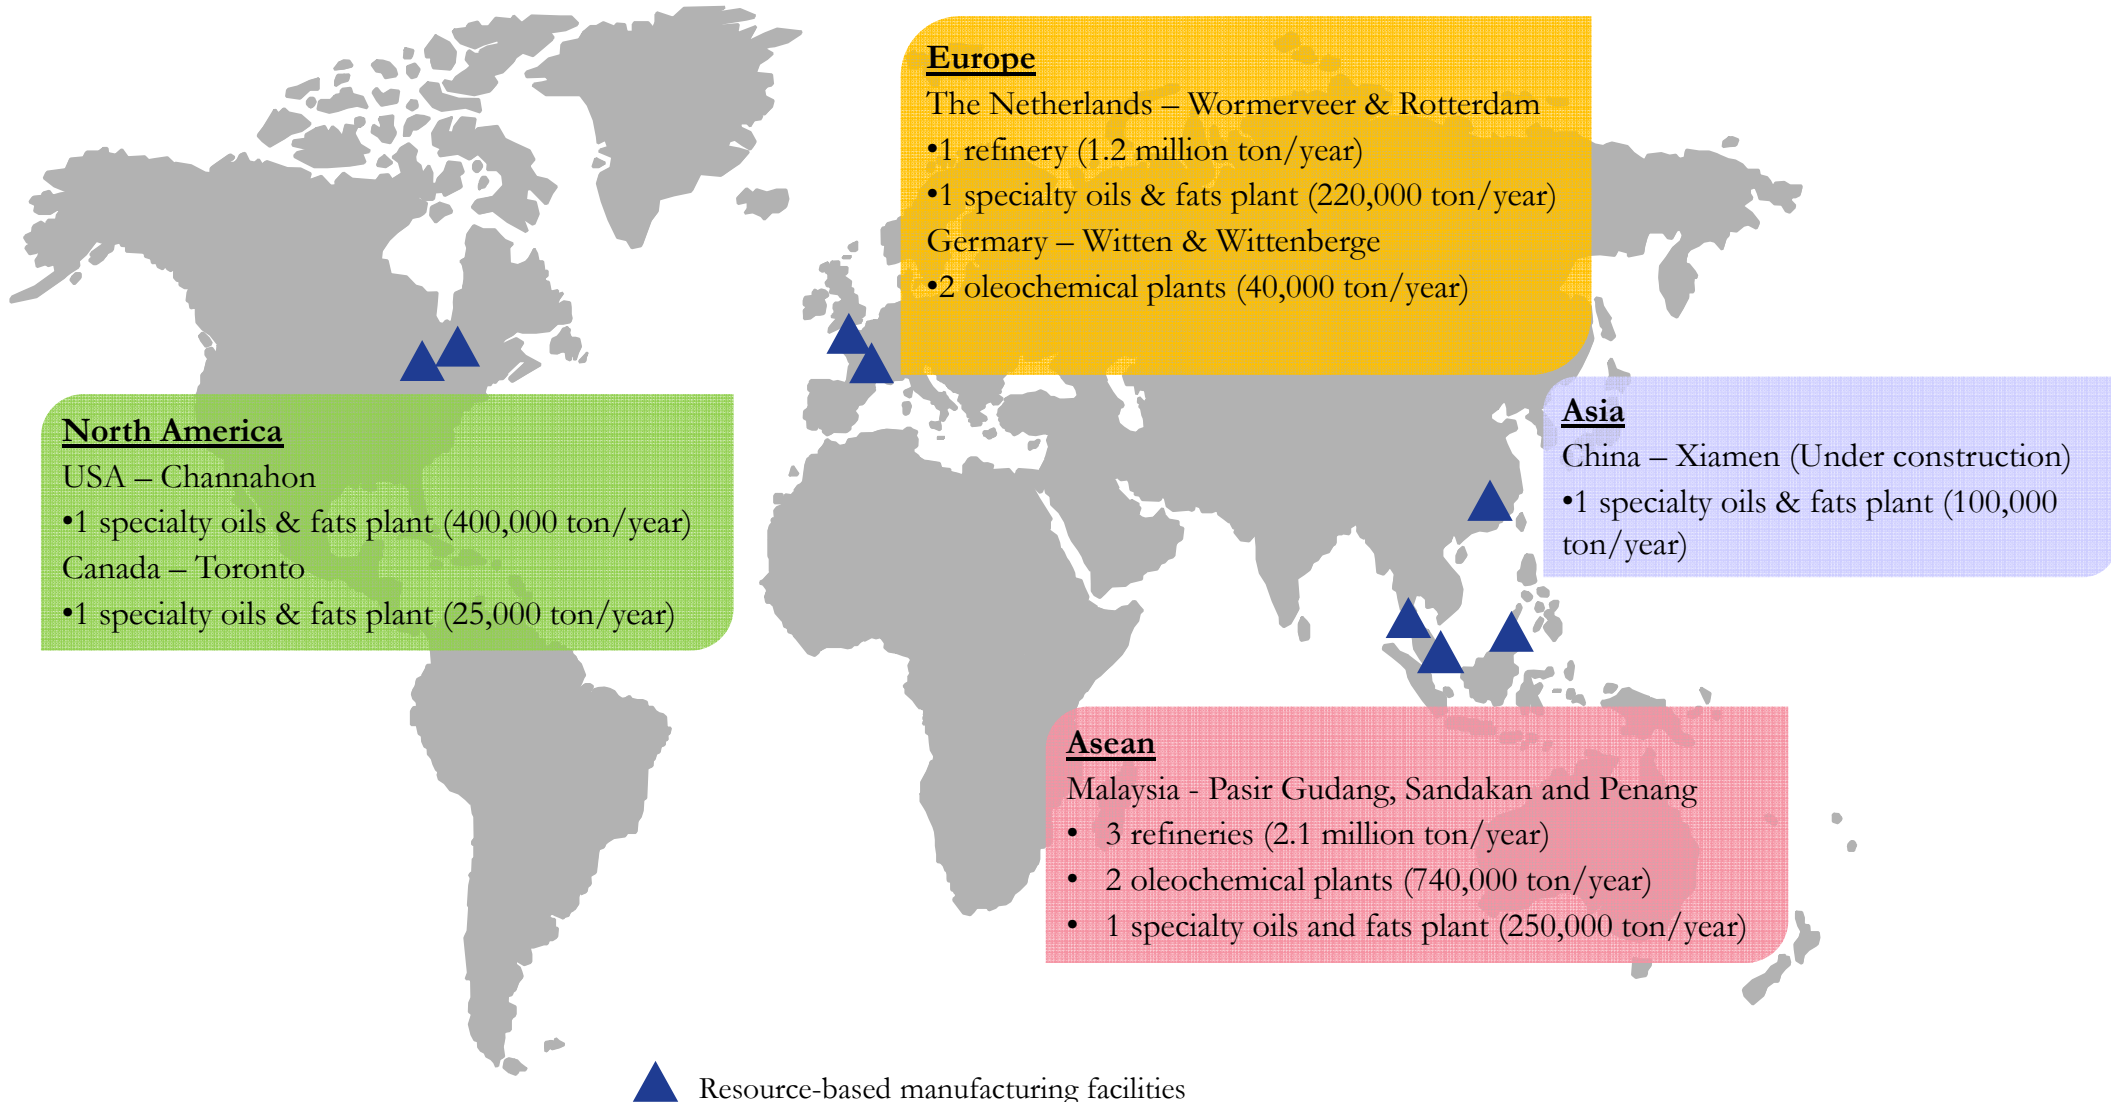 Europe
The Netherlands – Wormerveer & Rotterdam
•1 refinery (1.2 million ton/year)
•1 specialty oils & fats plant (220,000 ton/year)
Germary – Witten & Wittenberge
•2 oleochemical plants (40,000 ton/year)
North America
USA – Channahon
•1 specialty oils & fats plant (400,000 ton/year)
Canada – Toronto
•1 specialty oils & fats plant (25,000 ton/year)
Asia
China – Xiamen (Under construction)
•1 specialty oils & fats plant (100,000
ton/year)
Asean
Malaysia - Pasir Gudang, Sandakan and Penang
• 3 refineries (2.1 million ton/year)
• 2 oleochemical plants (740,000 ton/year)
• 1 specialty oils and fats plant (250,000 ton/year)
Resource-based manufacturing facilities